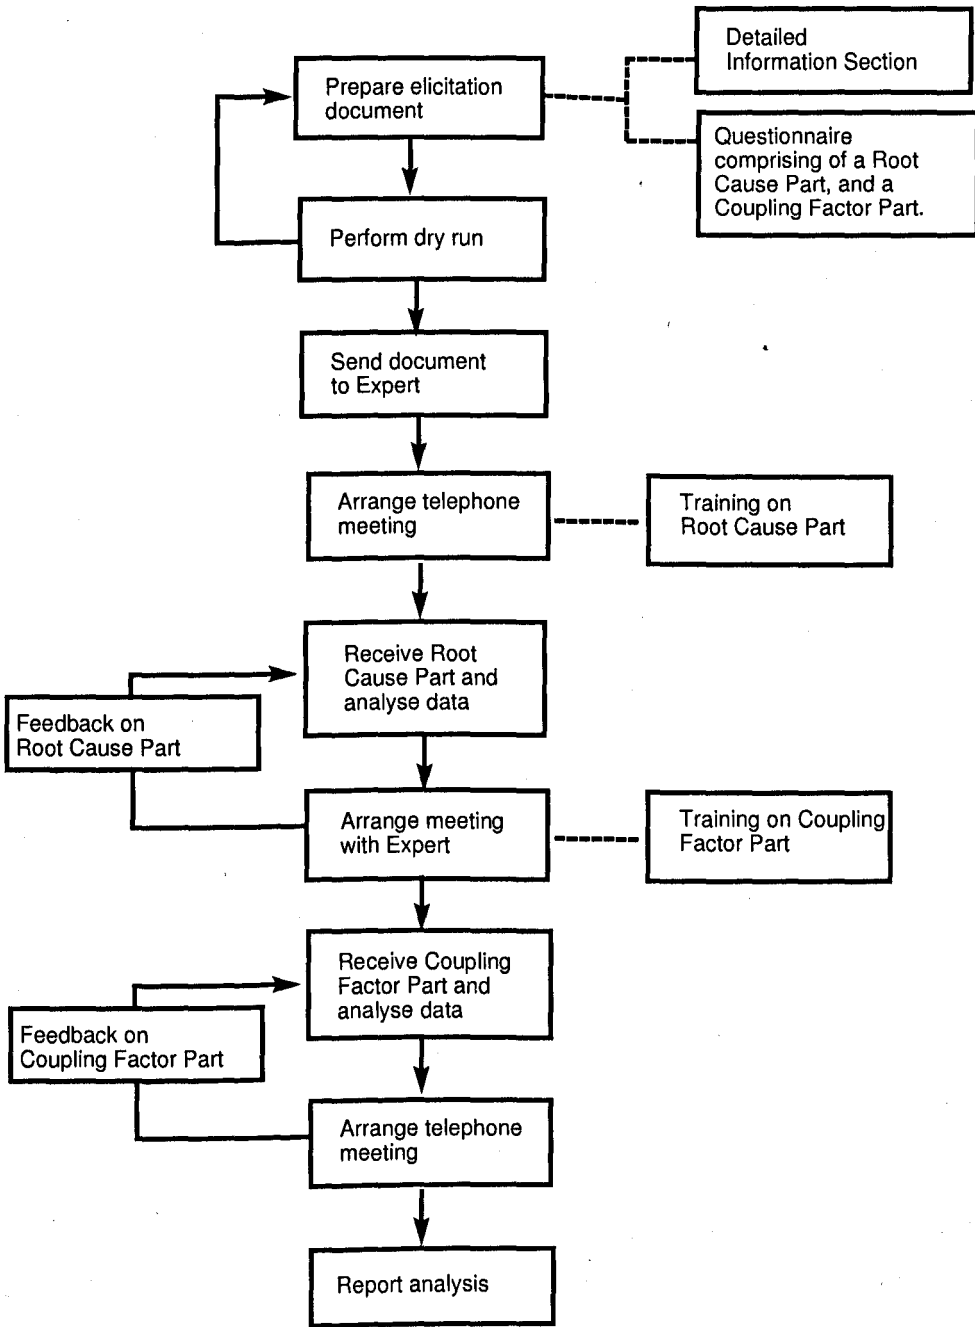 Detailed
Information Section
Prepare elicitation
document
Questionnaire
comprising of a Root
Cause Part, and a
Coupling Factor Part.
Perform dry run
Send document
to Expert
Arrange telephone
meeting
Training on
Root Cause Part
Receive Root
Cause Part and
analyse data
Feedback on
Root Cause Part
Arrange meeting
with Expert
Training on Coupling
Factor Part
Receive Coupling
Factor Part and
analyse data
Feedback on
Coupling Factor Part
Arrange telephone
meeting
Report analysis